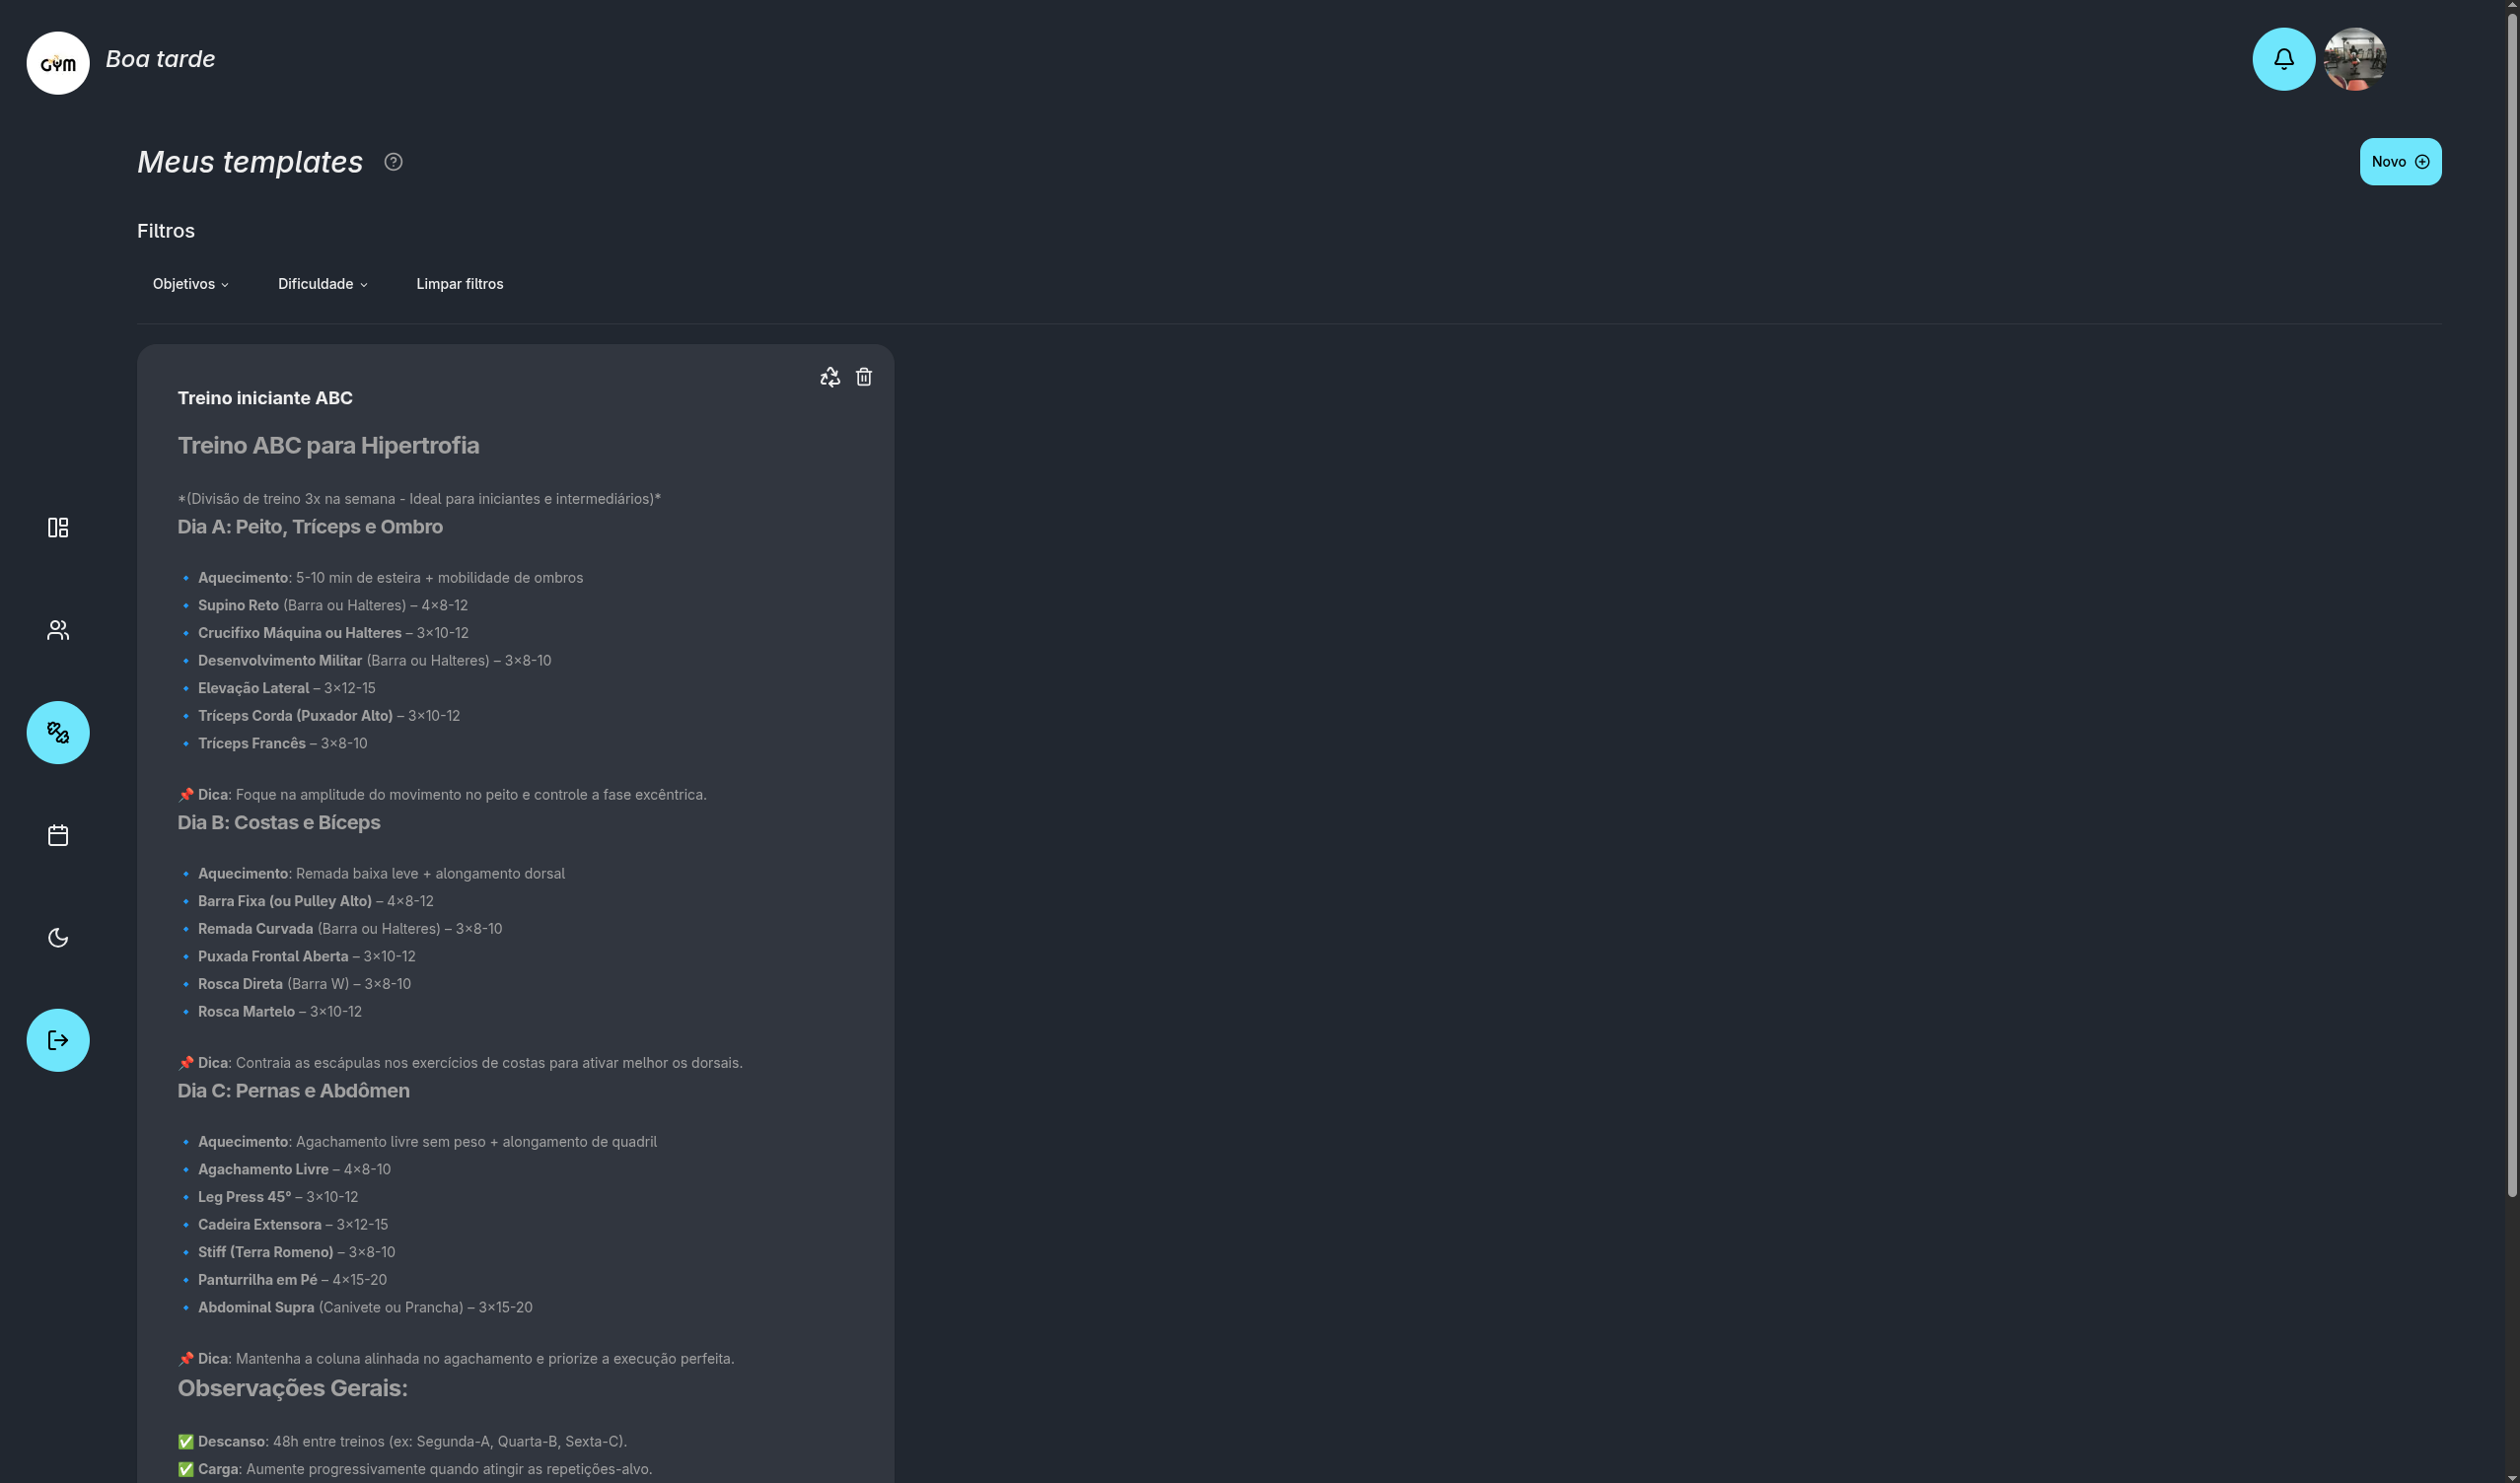 GYM
Boa tarde
Meus templates
Novo
Filtros
Objetivos
Dificuldade
Limpar filtros
Treino iniciante ABC
Treino ABC para Hipertrofia
*(Divisão de treino 3x na semana - Ideal para iniciantes e intermediários)*
Dia A: Peito, Tríceps e Ombro
🔹 Aquecimento: 5-10 min de esteira + mobilidade de ombros
🔹 Supino Reto (Barra ou Halteres) – 4×8-12
🔹 Crucifixo Máquina ou Halteres – 3×10-12
🔹 Desenvolvimento Militar (Barra ou Halteres) – 3×8-10
🔹 Elevação Lateral – 3×12-15
🔹 Tríceps Corda (Puxador Alto) – 3×10-12
🔹 Tríceps Francês – 3×8-10
📌 Dica: Foque na amplitude do movimento no peito e controle a fase excêntrica.
Dia B: Costas e Bíceps
🔹 Aquecimento: Remada baixa leve + alongamento dorsal
🔹 Barra Fixa (ou Pulley Alto) – 4×8-12
🔹 Remada Curvada (Barra ou Halteres) – 3×8-10
🔹 Puxada Frontal Aberta – 3×10-12
🔹 Rosca Direta (Barra W) – 3×8-10
🔹 Rosca Martelo – 3×10-12
📌 Dica: Contraia as escápulas nos exercícios de costas para ativar melhor os dorsais.
Dia C: Pernas e Abdômen
🔹 Aquecimento: Agachamento livre sem peso + alongamento de quadril
🔹 Agachamento Livre – 4×8-10
🔹 Leg Press 45° – 3×10-12
🔹 Cadeira Extensora – 3×12-15
🔹 Stiff (Terra Romeno) – 3×8-10
🔹 Panturrilha em Pé – 4×15-20
🔹 Abdominal Supra (Canivete ou Prancha) – 3×15-20
📌 Dica: Mantenha a coluna alinhada no agachamento e priorize a execução perfeita.
Observações Gerais:
✅ Descanso: 48h entre treinos (ex: Segunda-A, Quarta-B, Sexta-C).
✅ Carga: Aumente progressivamente quando atingir as repetições-alvo.